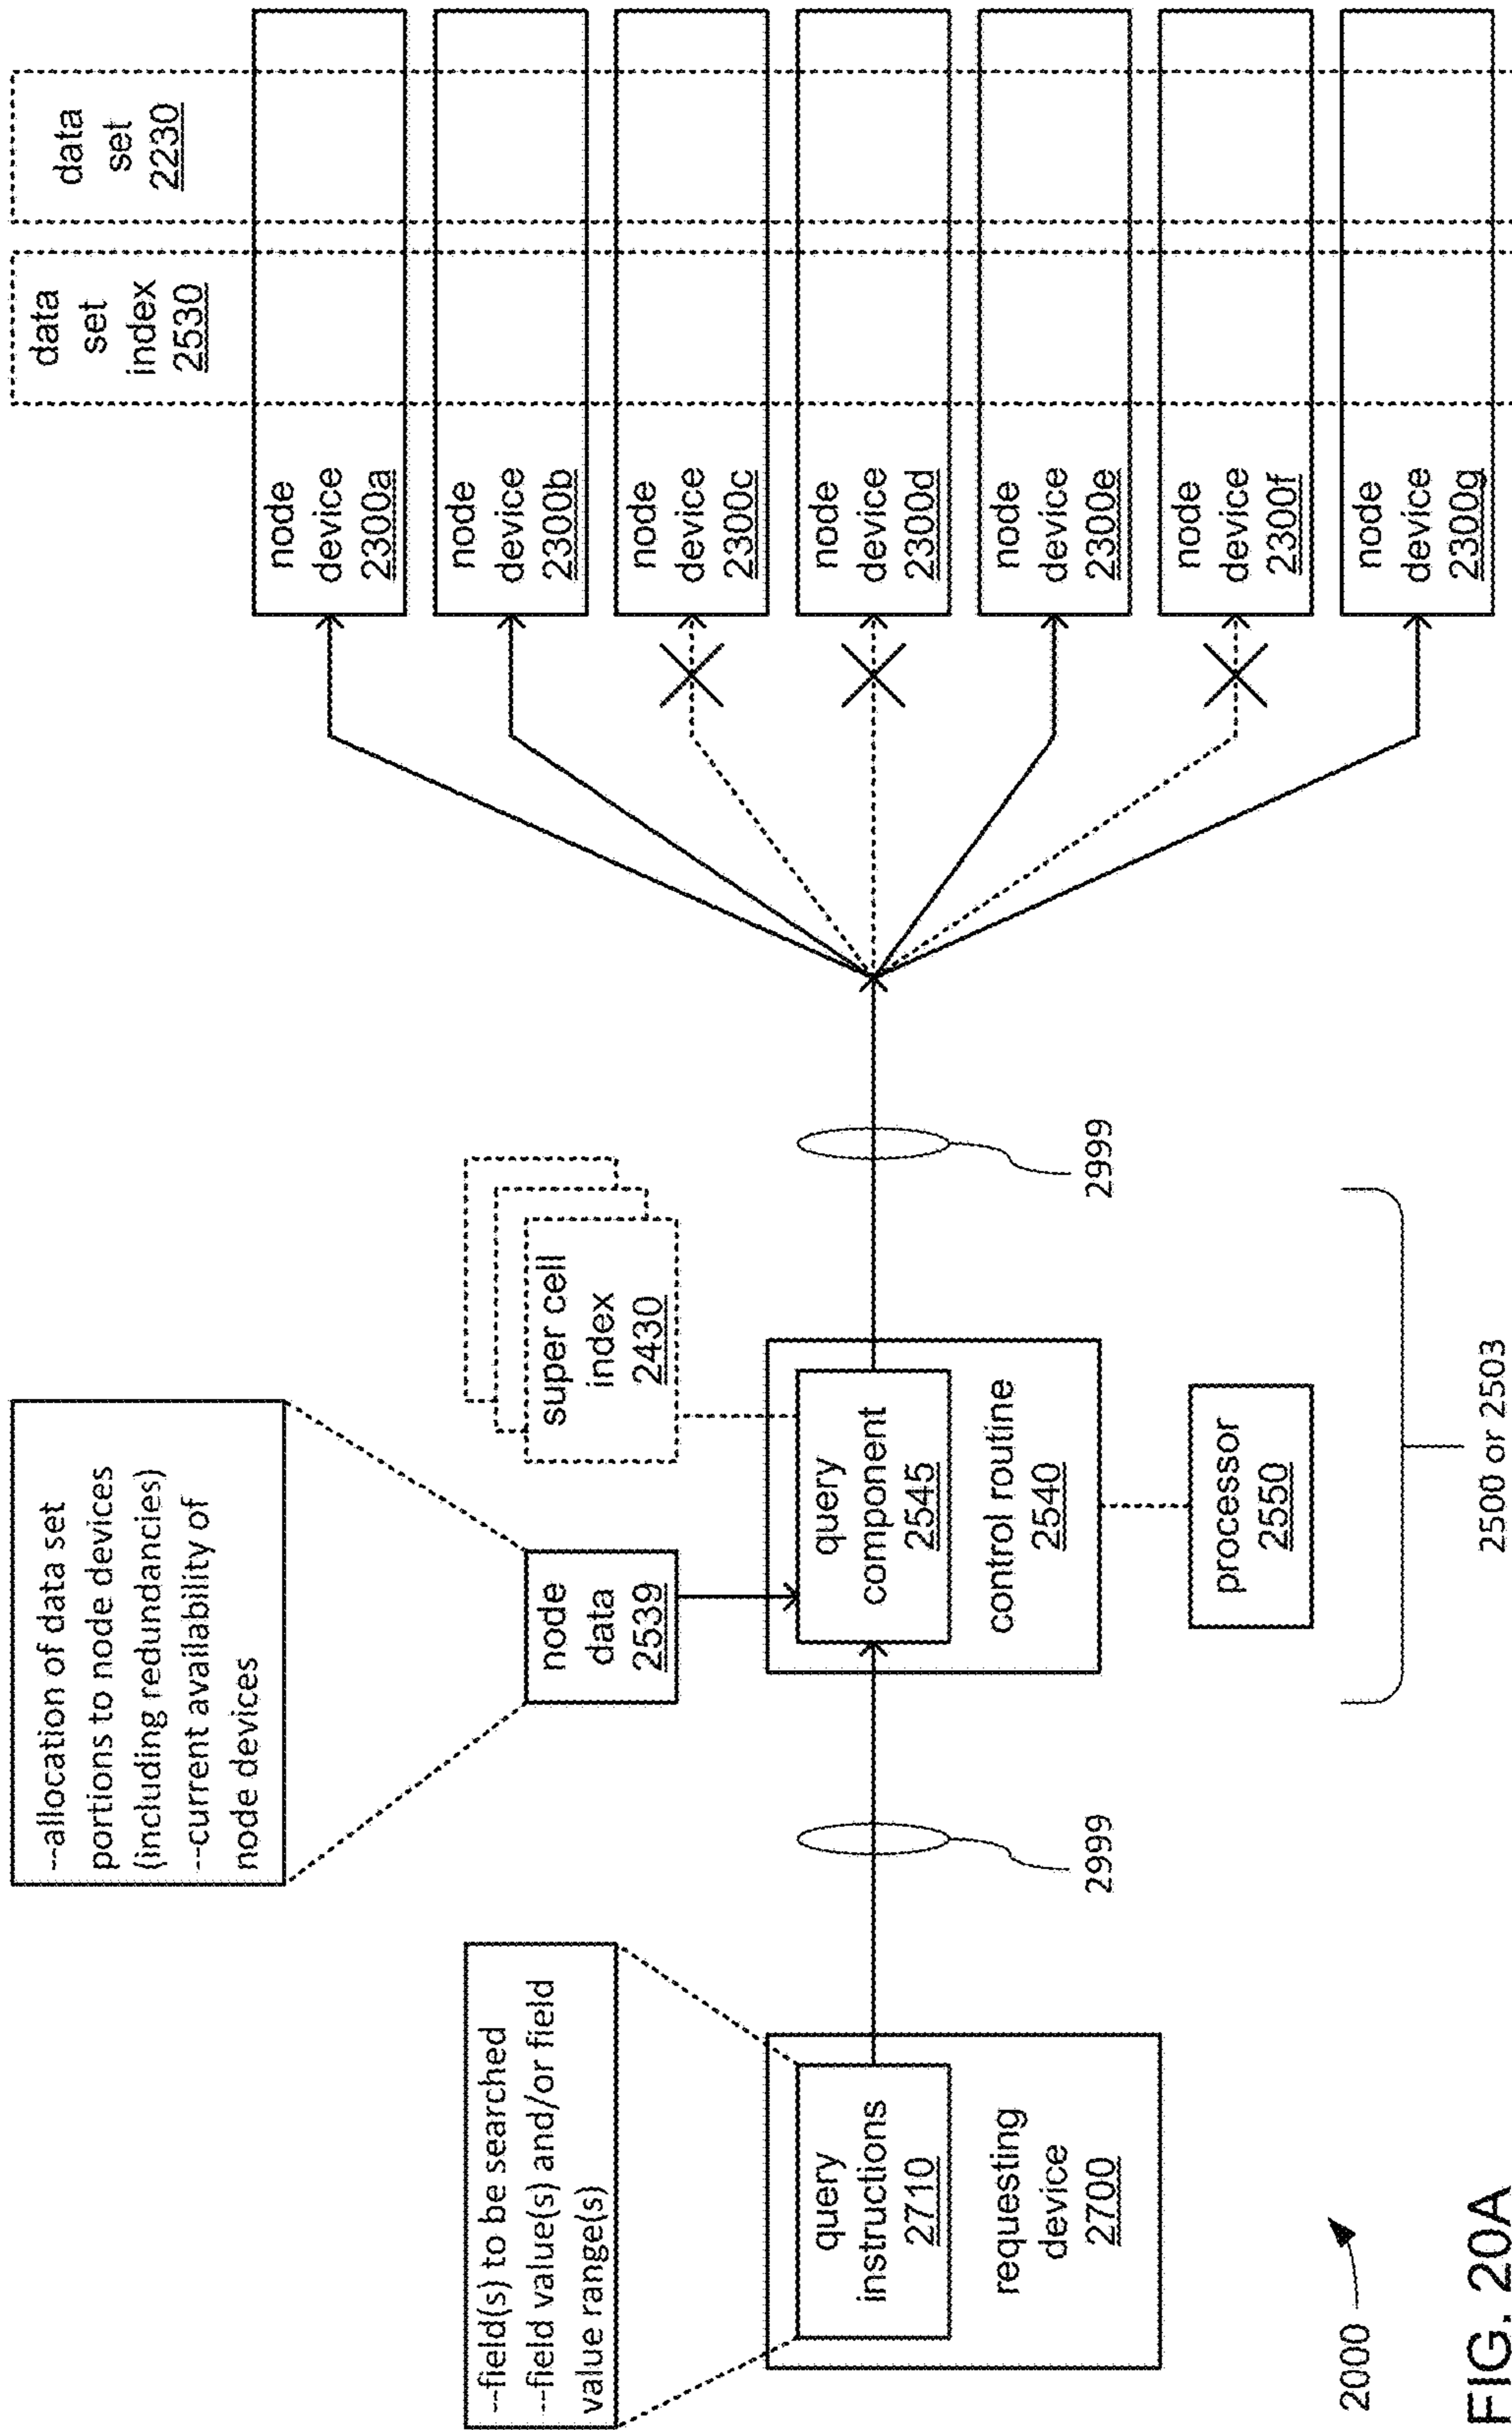 --field(s) to be searched
--field value(s) and/or field
value range(s)
query
instructions
2710
requesting
device
2700
2999
--allocation of data set
portions to node devices
(including redundancies)
--current availability of
node devices
node
data
2539
super cell
index
2430
query
component
2545
control routine
2540
processor
2550
2500 or 2503
2999
data
set
index
2530
data
set
2230
node
device
2300a
node
device
2300b
node
device
2300c
node
device
2300d
node
device
2300e
node
device
2300f
node
device
2300g
2000
FIG. 20A